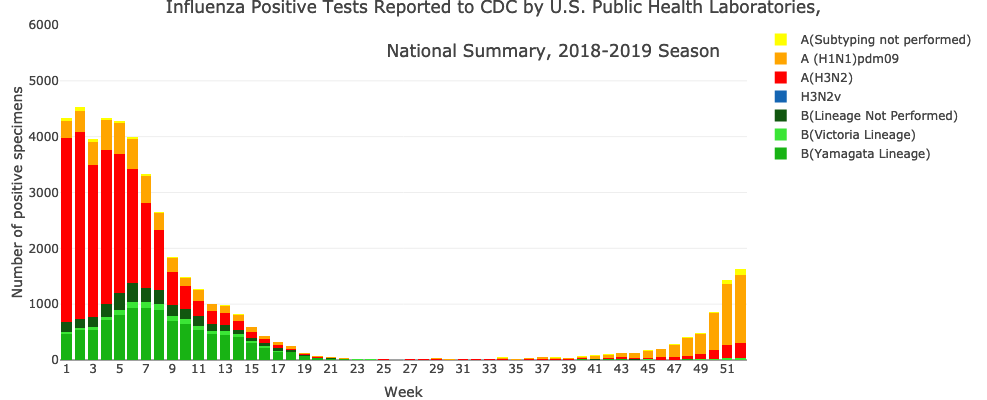 Influenza Positive Tests Reported to CDC by U.S. Public Health Laboratories,
National Summary, 2018-2019 Season
6000
5000
4000
3000
2000
1000
0
Number of positive specimens
1 3 5 7 9 11 13 15 17 19 21 23 25 27 29 31 33 35 37 39 41 43 45 47 49 51
Week
A(Subtyping not performed)
A (H1N1)pdm09
A(H3N2)
H3N2v
B(Lineage Not Performed)
B(Victoria Lineage)
B(Yamagata Lineage)